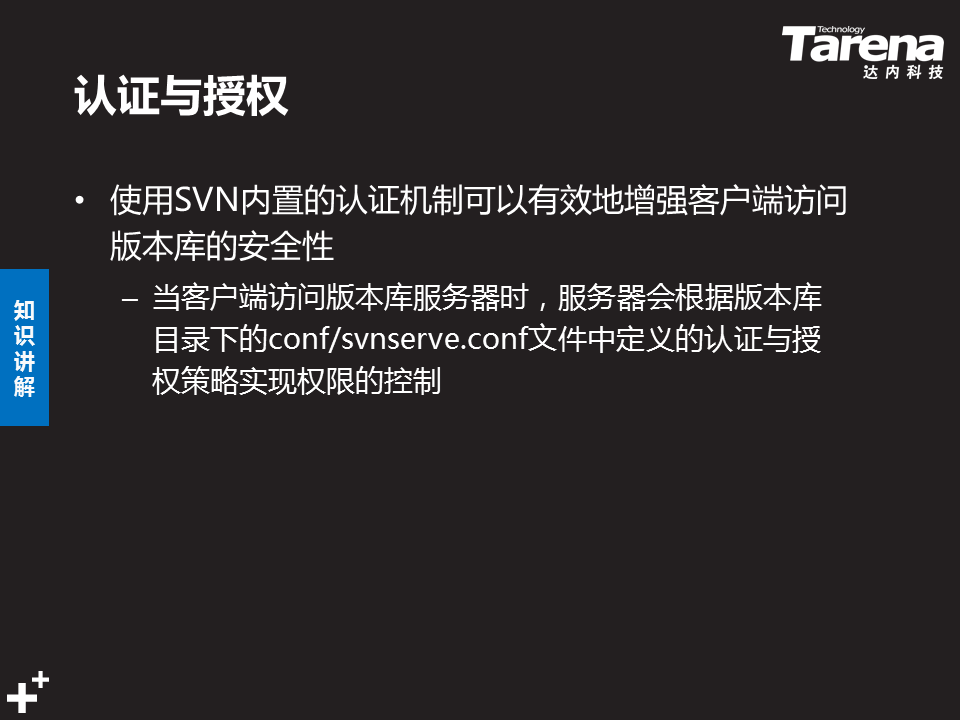 Technology
Tarena
达内科技
认证与授权
• 使用SVN内置的认证机制可以有效地增强客户端访问
版本库的安全性
– 当客户端访问版本库服务器时，服务器会根据版本库
目录下的conf/svnserve.conf文件中定义的认证与授
权策略实现权限的控制
知
识
讲
解